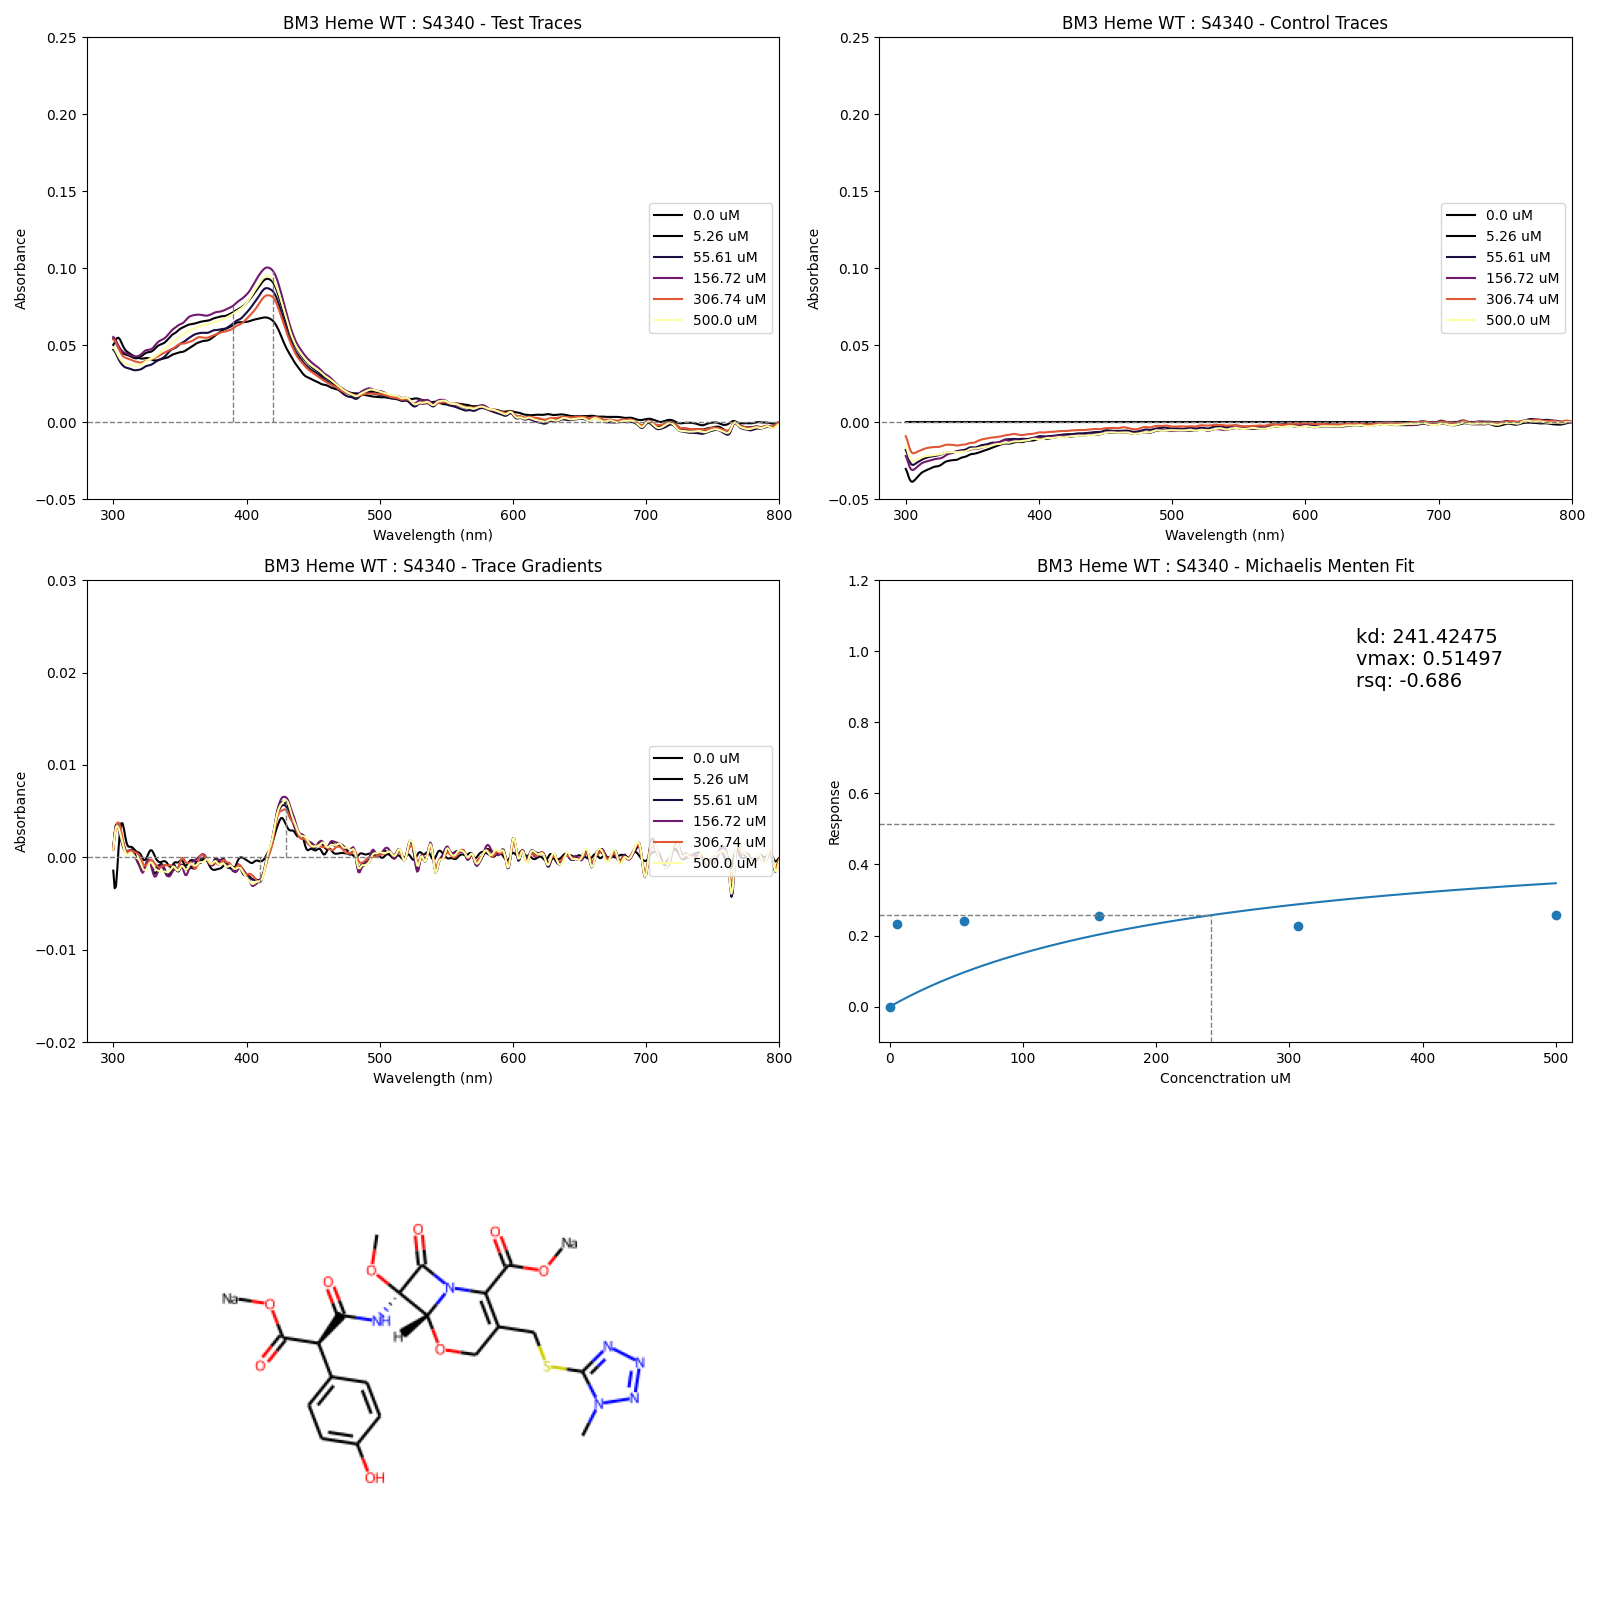 BM3 Heme WT : S4340 - Test Traces
0.25
0.20
0.15
0.10
0.05
0.00
−0.05
Absorbance
300 400 500 600 700 800
Wavelength (nm)
0.0 uM
5.26 uM
55.61 uM
156.72 uM
306.74 uM
500.0 uM
BM3 Heme WT : S4340 - Control Traces
0.25
0.20
0.15
0.10
0.05
0.00
−0.05
Absorbance
300 400 500 600 700 800
Wavelength (nm)
0.0 uM
5.26 uM
55.61 uM
156.72 uM
306.74 uM
500.0 uM
BM3 Heme WT : S4340 - Trace Gradients
0.03
0.02
0.01
0.00
−0.01
−0.02
Absorbance
300 400 500 600 700 800
Wavelength (nm)
0.0 uM
5.26 uM
55.61 uM
156.72 uM
306.74 uM
500.0 uM
BM3 Heme WT : S4340 - Michaelis Menten Fit
1.2
1.0
0.8
0.6
0.4
0.2
0.0
Response
kd: 241.42475
vmax: 0.51497
rsq: -0.686
0 100 200 300 400 500
Concenctration uM
O
O
Na
O
O
O
N
Na
O
NH
H
O
O
S
N
N
N
N
OH